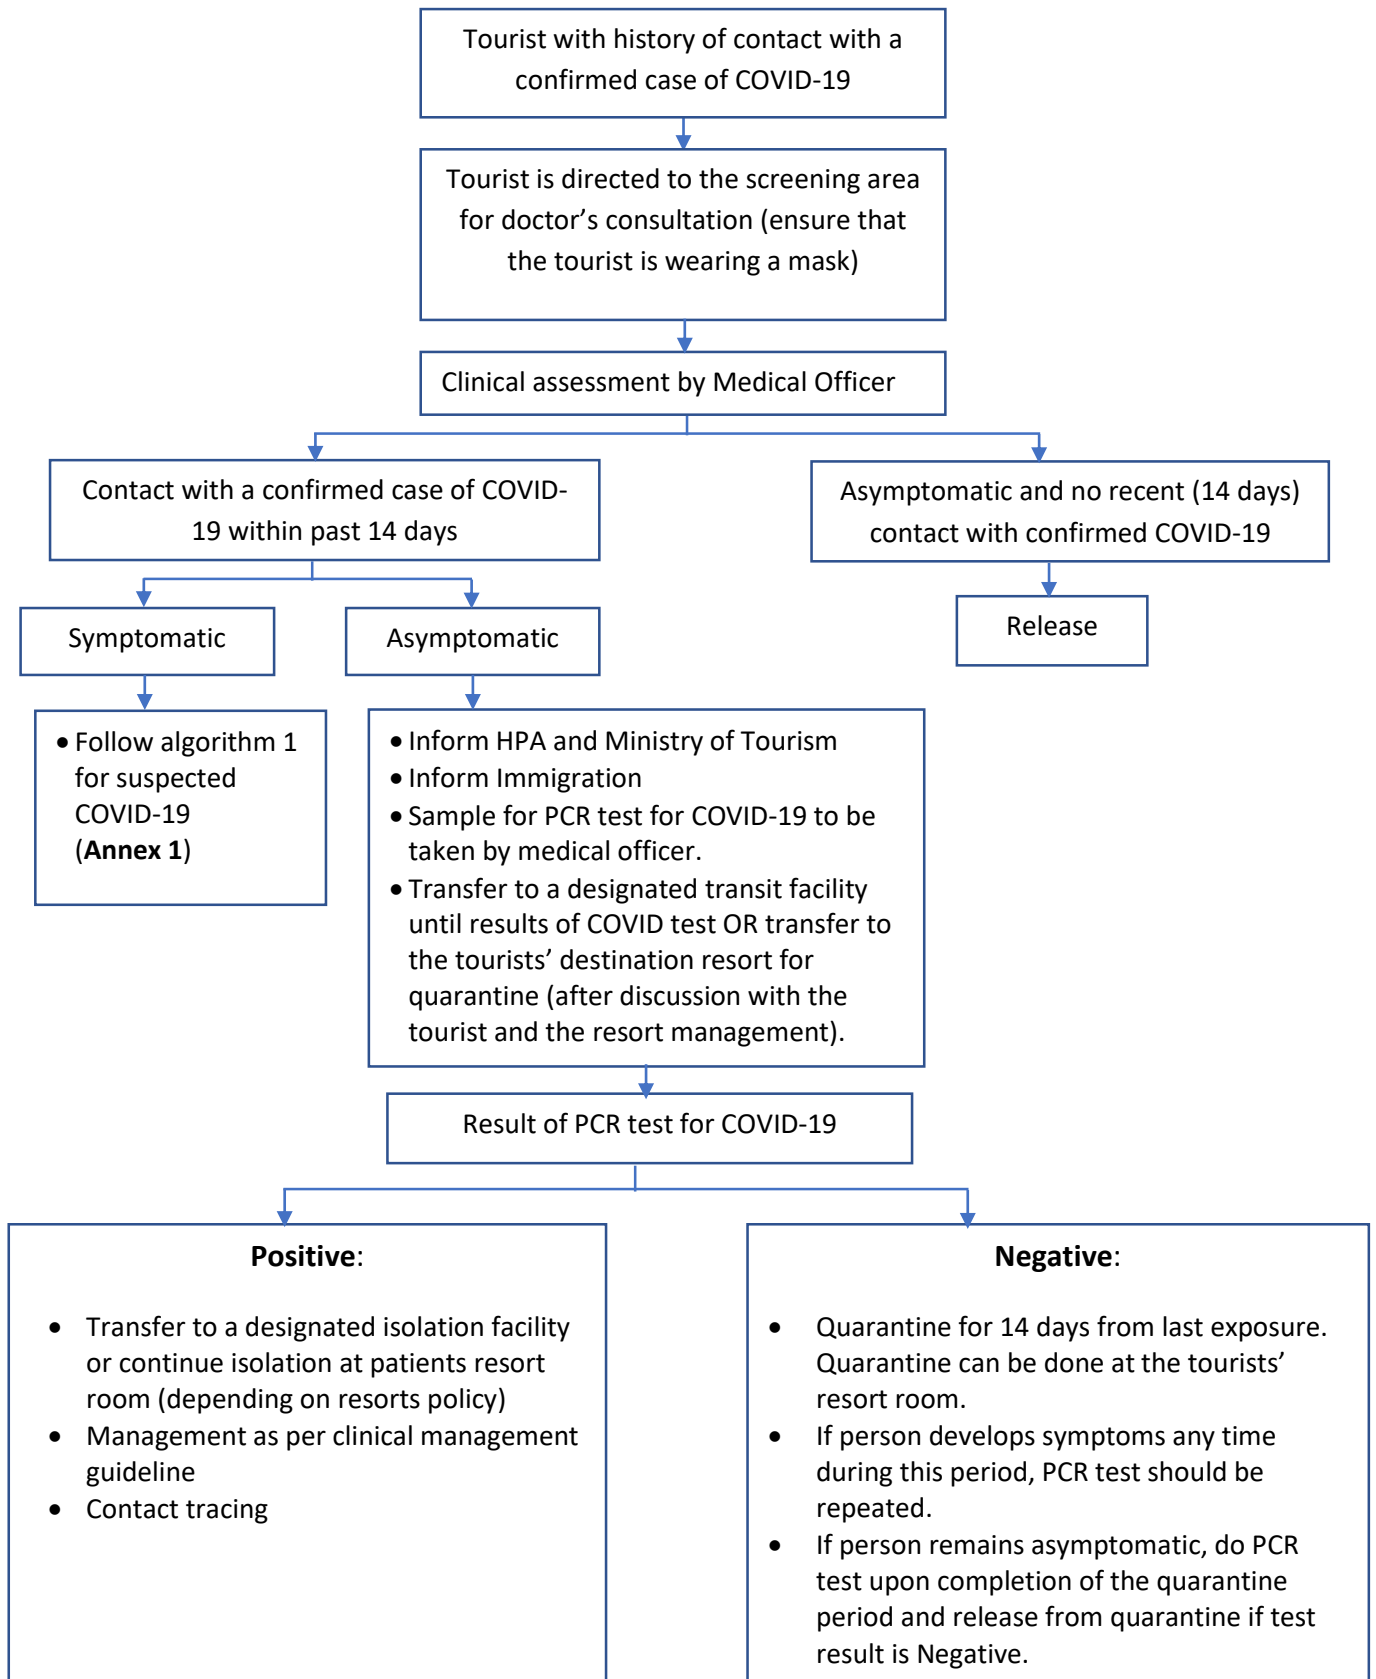 Tourist with history of contact with a
confirmed case of COVID-19
Tourist is directed to the screening area
for doctor’s consultation (ensure that
the tourist is wearing a mask)
Clinical assessment by Medical Officer
Contact with a confirmed case of COVID-
19 within past 14 days
Asymptomatic and no recent (14 days)
contact with confirmed COVID-19
Symptomatic
Asymptomatic
Release
• Follow algorithm 1
for suspected
COVID-19
(Annex 1)
• Inform HPA and Ministry of Tourism
• Inform Immigration
• Sample for PCR test for COVID-19 to be
taken by medical officer.
• Transfer to a designated transit facility
until results of COVID test OR transfer to
the tourists’ destination resort for
quarantine (after discussion with the
tourist and the resort management).
Result of PCR test for COVID-19
Positive:
• Transfer to a designated isolation facility
or continue isolation at patients resort
room (depending on resorts policy)
• Management as per clinical management
guideline
• Contact tracing
Negative:
• Quarantine for 14 days from last exposure.
Quarantine can be done at the tourists’
resort room.
• If person develops symptoms any time
during this period, PCR test should be
repeated.
• If person remains asymptomatic, do PCR
test upon completion of the quarantine
period and release from quarantine if test
result is Negative.